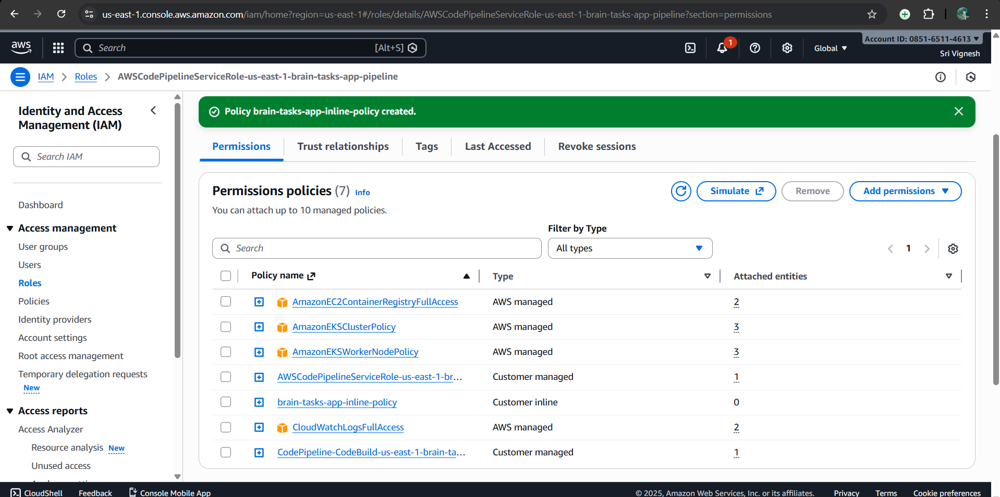 us-east-1.console.aws.amazon.com/iam/home?region=us-east-1#/roles/details/AWSCodePipelineServiceRole-us-east-1-brain-tasks-app-pipeline?section=permissions
aws
Search
[Alt+S]
1
Global
Account ID: 0851-6511-4613
Sri Vignesh
IAM
Roles
AWSCodePipelineServiceRole-us-east-1-brain-tasks-app-pipeline
Identity and Access
Management (IAM)
Search IAM
Dashboard
Access management
User groups
Users
Roles
Policies
Identity providers
Account settings
Root access management
Temporary delegation requests
New
Access reports
Access Analyzer
Resource analysis New
Unused access
Policy brain-tasks-app-inline-policy created.
Permissions
Trust relationships
Tags
Last Accessed
Revoke sessions
Permissions policies (7) Info
Simulate
Remove
Add permissions
You can attach up to 10 managed policies.
Filter by Type
Search
All types
1
Policy name
Type
Attached entities
AmazonEC2ContainerRegistryFullAccess
AWS managed
2
AmazonEKSClusterPolicy
AWS managed
3
AmazonEKSWorkerNodePolicy
AWS managed
3
AWSCodePipelineServiceRole-us-east-1-br...
Customer managed
1
brain-tasks-app-inline-policy
Customer inline
0
CloudWatchLogsFullAccess
AWS managed
2
CodePipeline-CodeBuild-us-east-1-brain-ta...
Customer managed
1
CloudShell
Feedback
Console Mobile App
© 2025, Amazon Web Services, Inc. or its affiliates.
Privacy
Terms
Cookie preferences